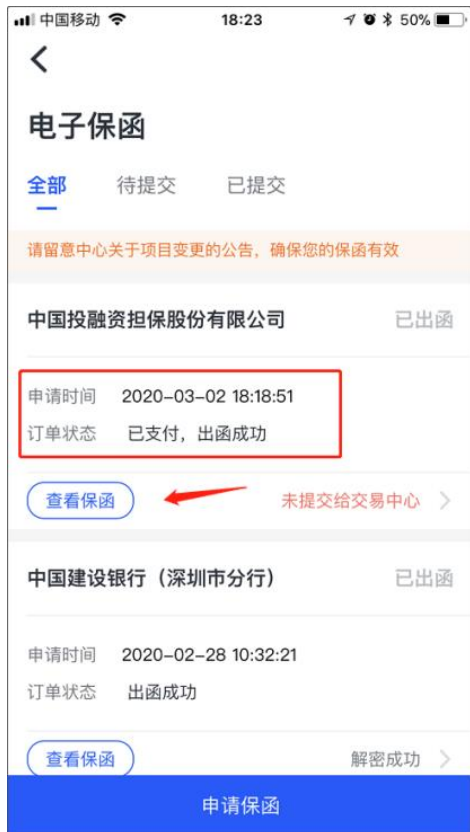 中国移动 18:23 50%
电子保函
全部 待提交 已提交
请留意中心关于项目变更的公告，确保您的保函有效
中国投融资担保股份有限公司 已出函
申请时间 2020-03-02 18:18:51
订单状态 已支付，出函成功
查看保函 未提交给交易中心
中国建设银行（深圳市分行） 已出函
申请时间 2020-02-28 10:32:21
订单状态 出函成功
查看保函 解密成功
申请保函